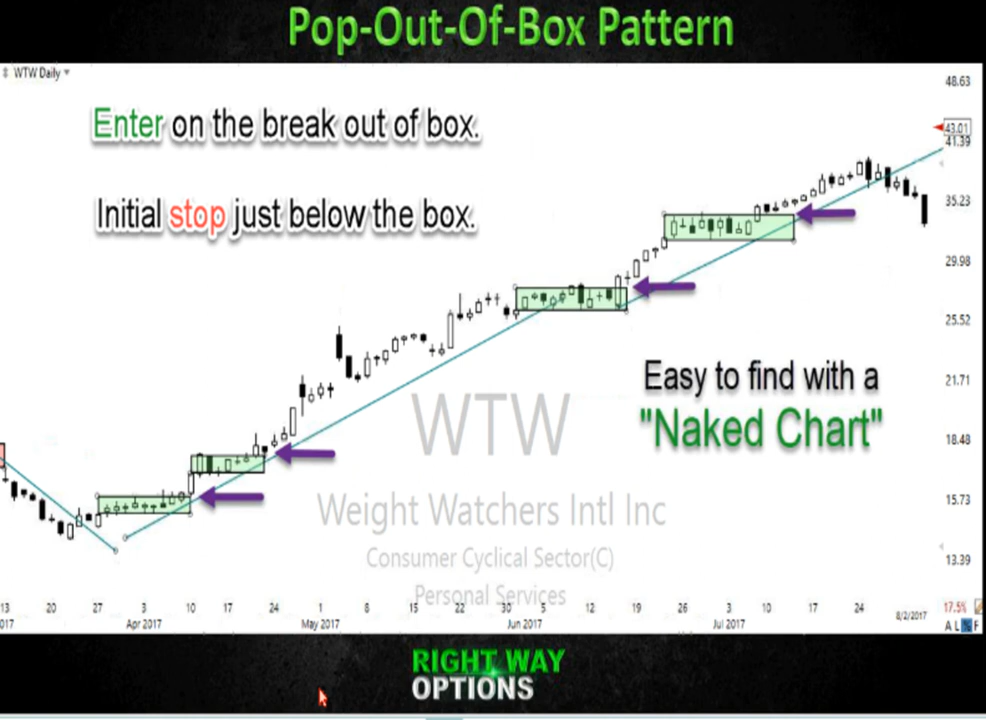 Pop-Out-Of-Box Pattern
WTW Daily
48.63
Enter on the break out of box.
43.01
41.39
Initial stop just below the box.
35.23
29.98
25.52
Easy to find with a
21.71
"Naked Chart"
WTW
18.48
15.73
Weight Watchers Intl Inc
Consumer Cyclical Sector(C)
13.39
Personal Services
13 20 27 3 10 17 24 1 8 15 22 30 5 12 19 26 3 10 17 24 17.5%
017 Apr 2017 May 2017 Jun 2017 Jul 2017 8/2/2017 A L % F
RIGHT WAY
OPTIONS